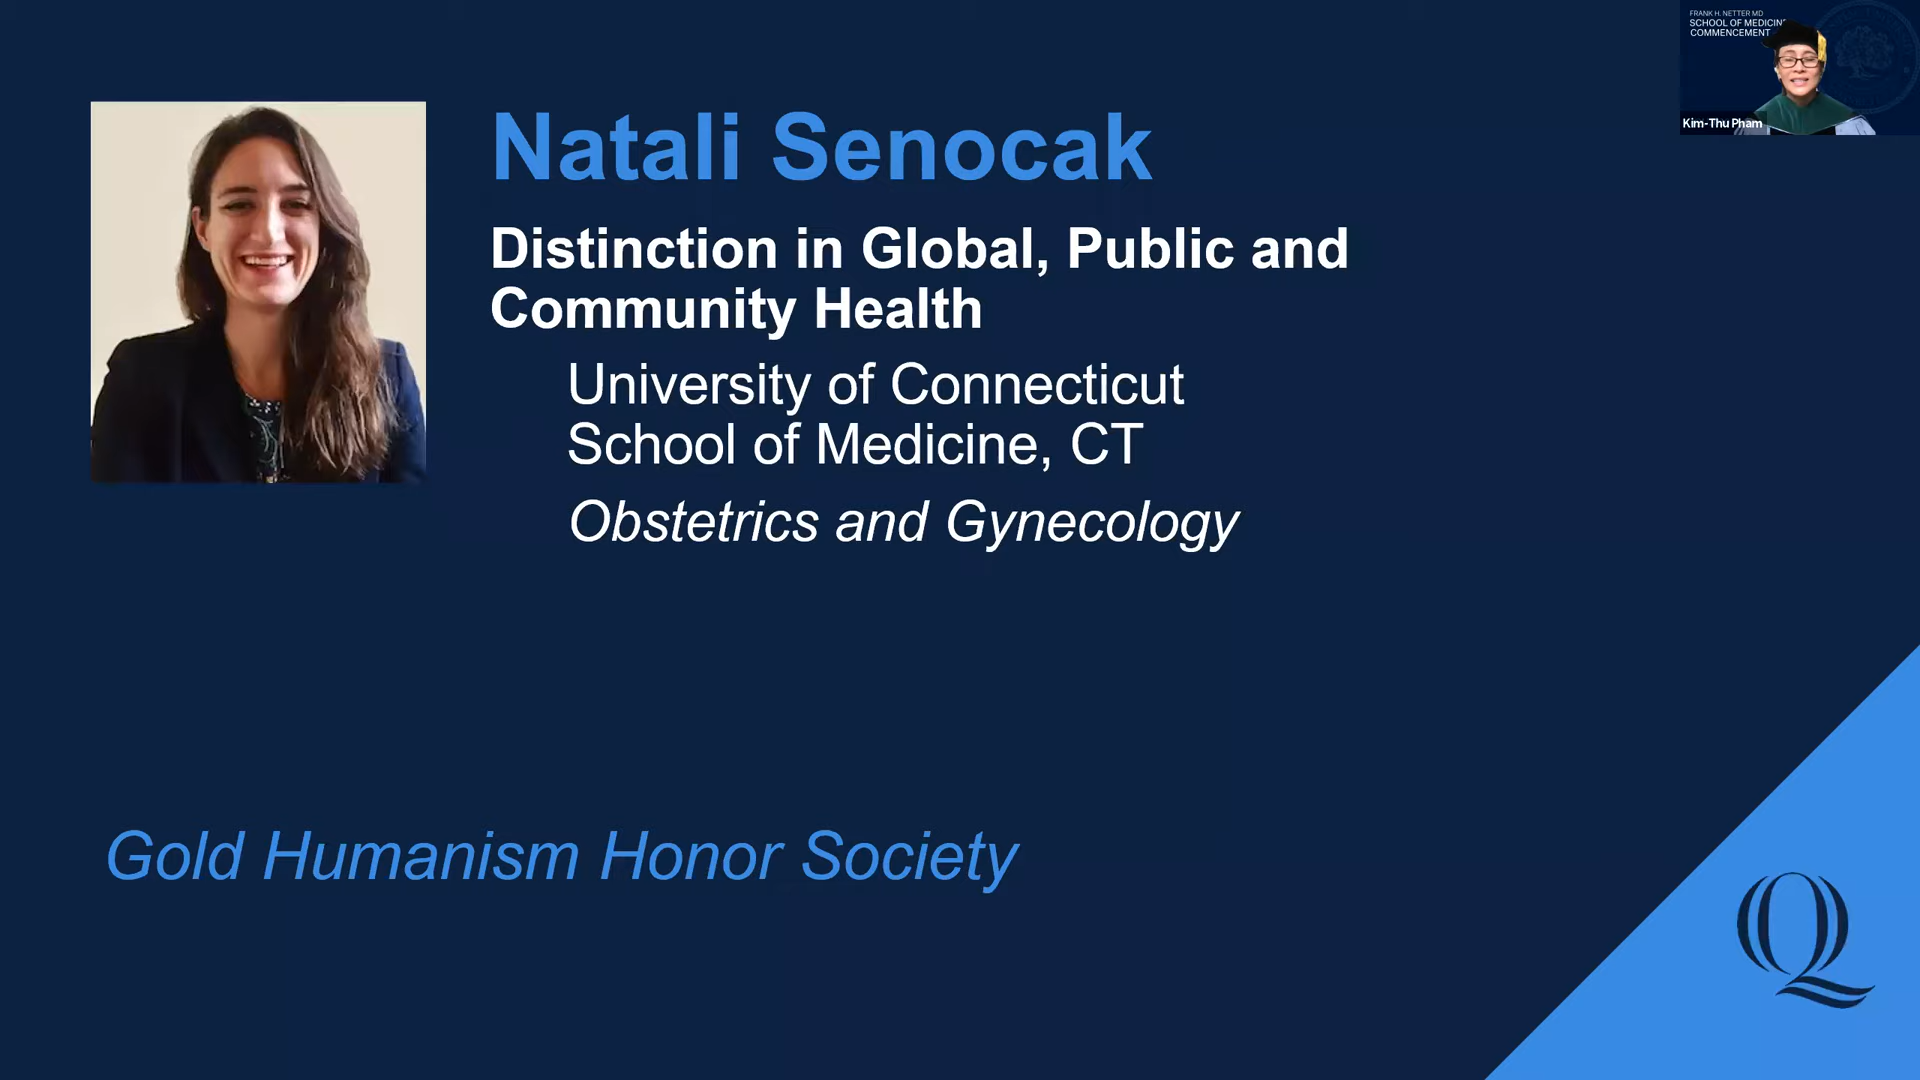 Natali Senocak
Distinction in Global, Public and
Community Health
University of Connecticut
School of Medicine, CT
Obstetrics and Gynecology
Gold Humanism Honor Society
FRANK H. NETTER MD
SCHOOL OF MEDICINE
COMMENCEMENT
Kim-Thu Pham
Q